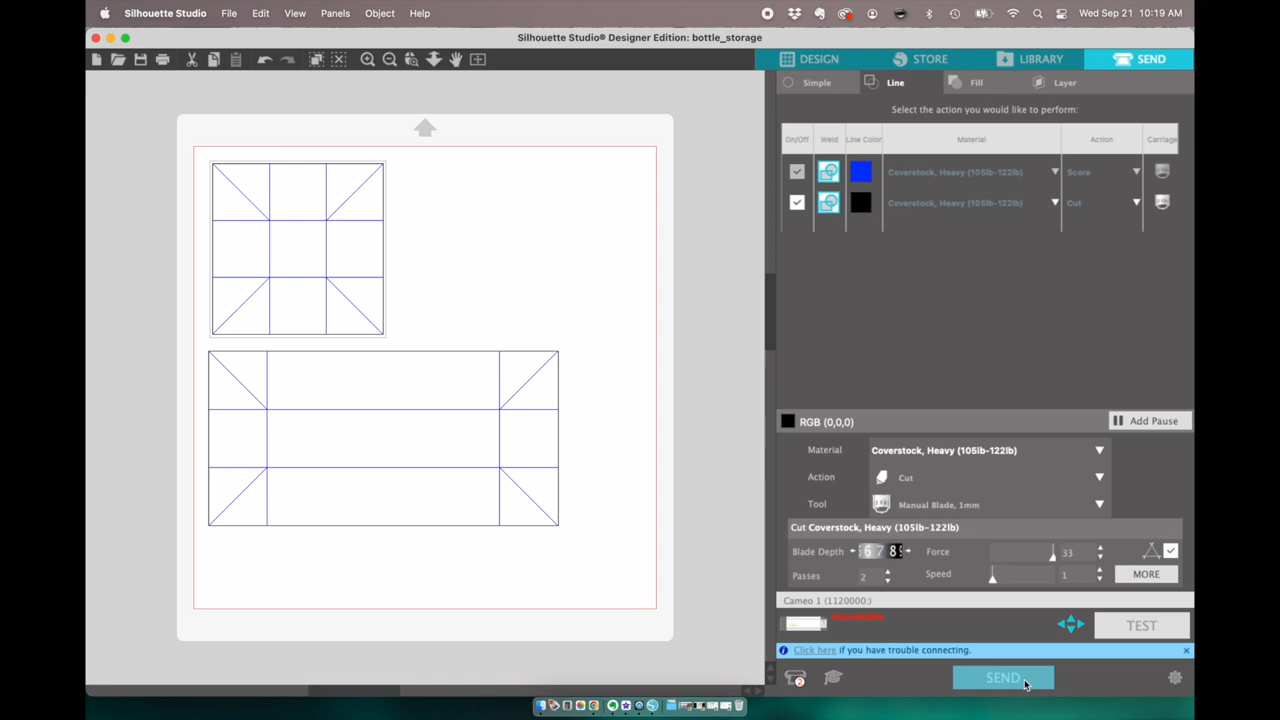 Silhouette Studio File Edit View Panels Object Help Wed Sep 21 10:19 AM
Silhouette Studio® Designer Edition: bottle_storage
DESIGN STORE LIBRARY SEND
Simple Line Fill Layer
Select the action you would like to perform:
On/Off Weld Line Color Material Action Carriage
Coverstock, Heavy (105lb-122lb) Score
Coverstock, Heavy (105lb-122lb) Cut
RGB (0,0,0) Add Pause
Material Coverstock, Heavy (105lb-122lb)
Action Cut
Tool Manual Blade, 1mm
Cut Coverstock, Heavy (105lb-122lb)
Blade Depth 6 7 8 Force 33
Passes 2 Speed 1 MORE
Cameo 1 (1120000:)
TEST
Click here if you have trouble connecting.
2 SEND